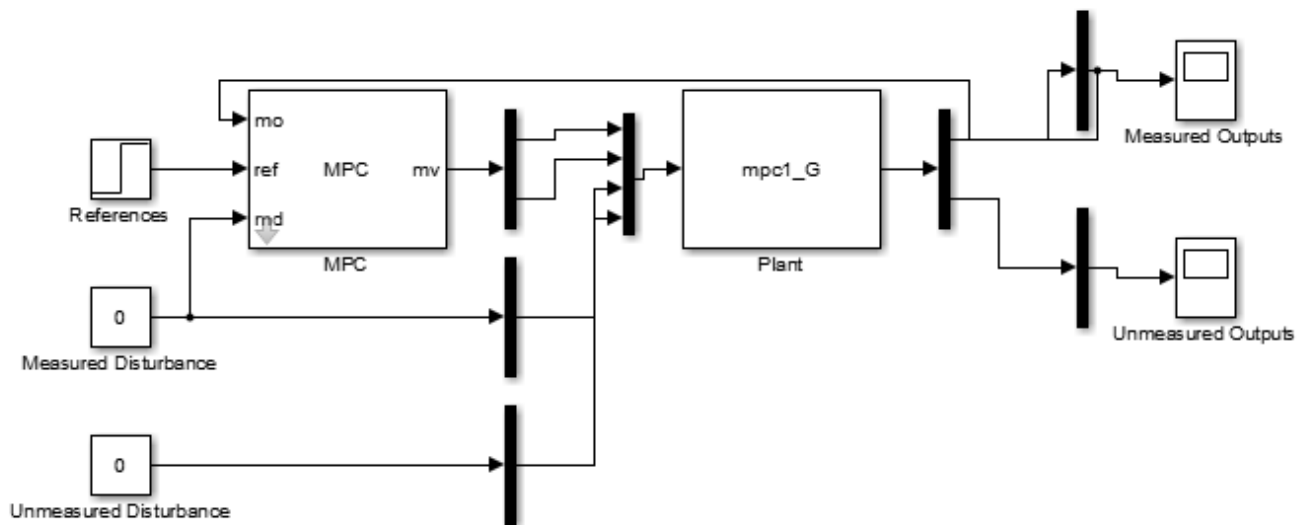 Measured Outputs
mo
ref
MPC
mv
md
References
MPC
mpc1_G
Plant
Unmeasured Outputs
0
Measured Disturbance
0
Unmeasured Disturbance